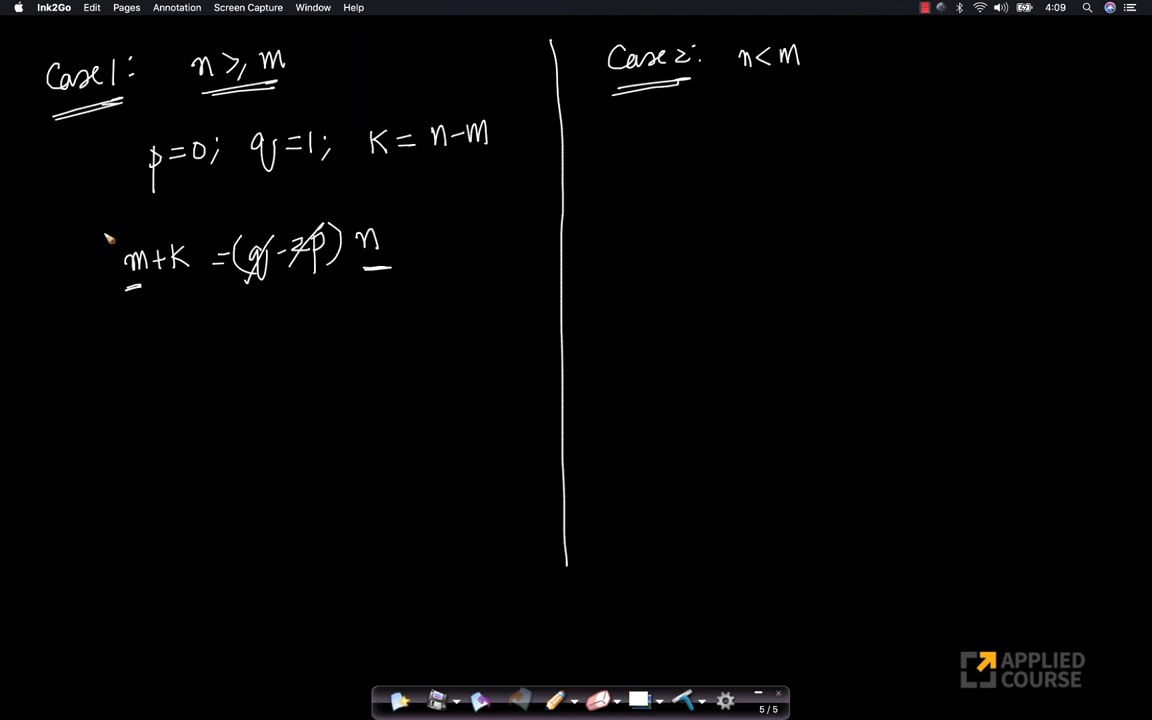 Ink2Go Edit Pages Annotation Screen Capture Window Help 4:09
Case 1: n ≥ m
p=0; q=1; K = n-m
m+K = (q-2p) n
Case 2: n<m
APPLIED
COURSE
5 / 5